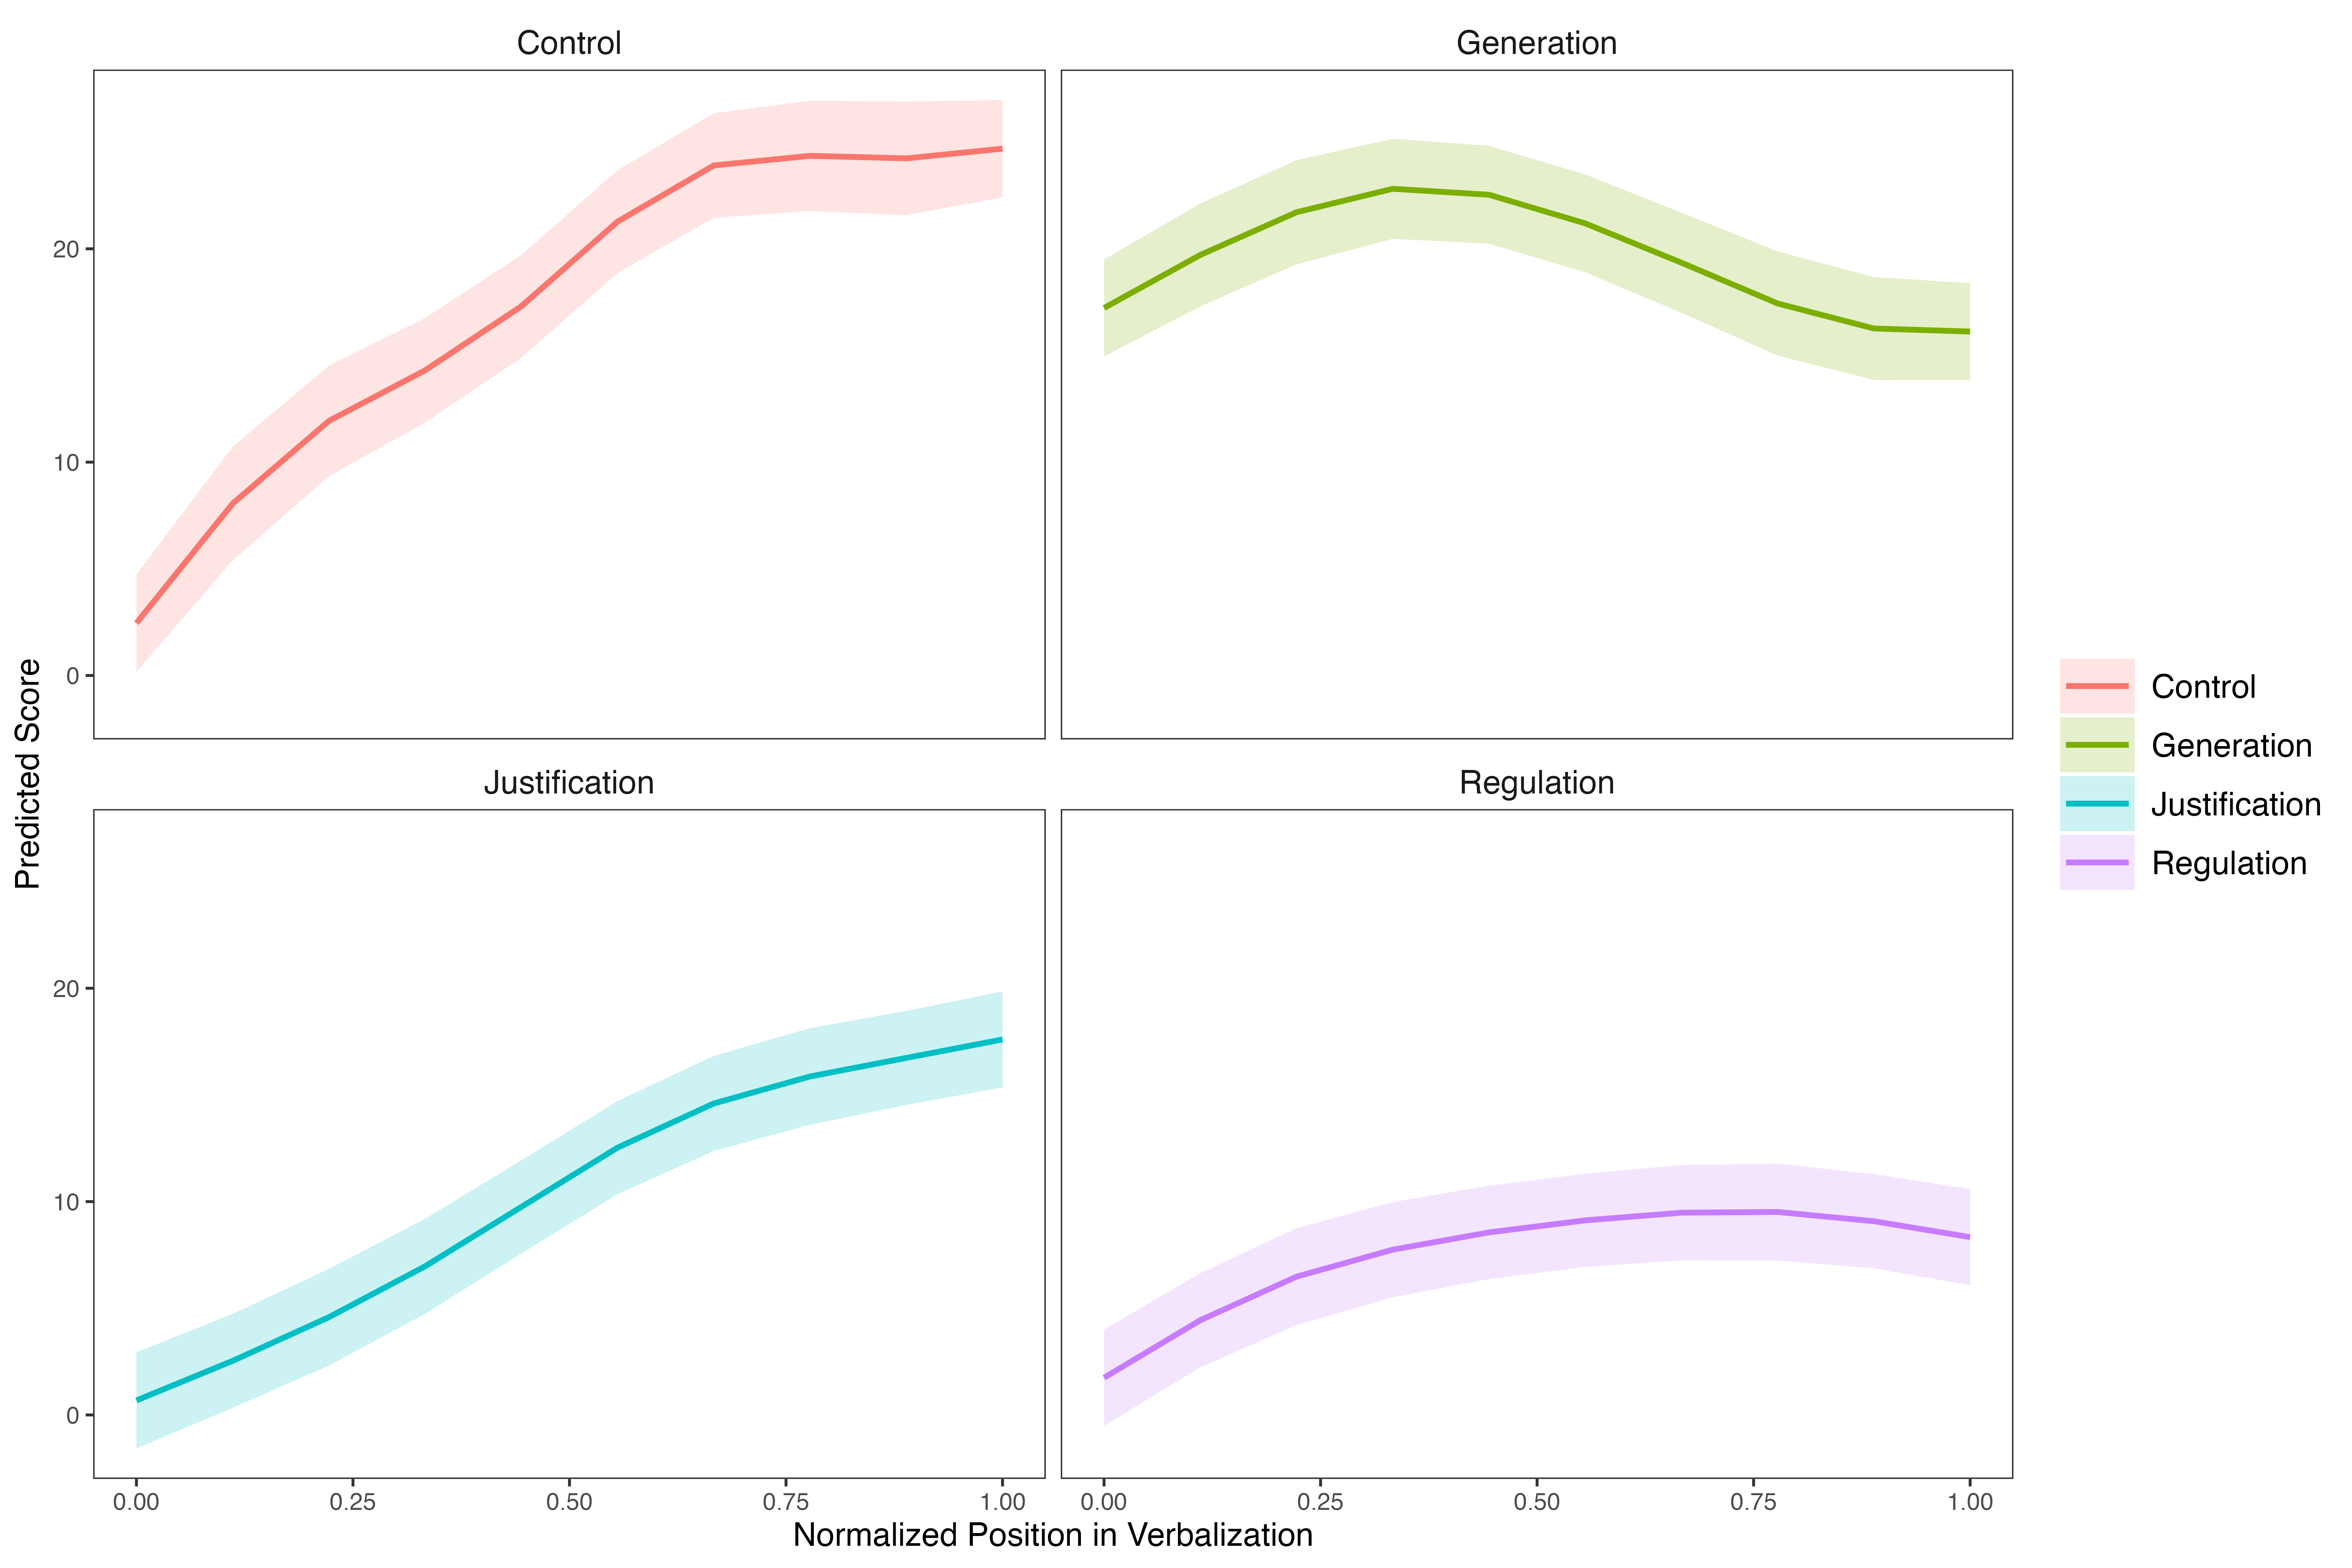 Control
Generation
20
10
0
Predicted Score
Justification
Regulation
20
10
0
0.00
0.25
0.50
0.75
1.00
0.00
0.25
0.50
0.75
1.00
Normalized Position in Verbalization
Control
Generation
Justification
Regulation